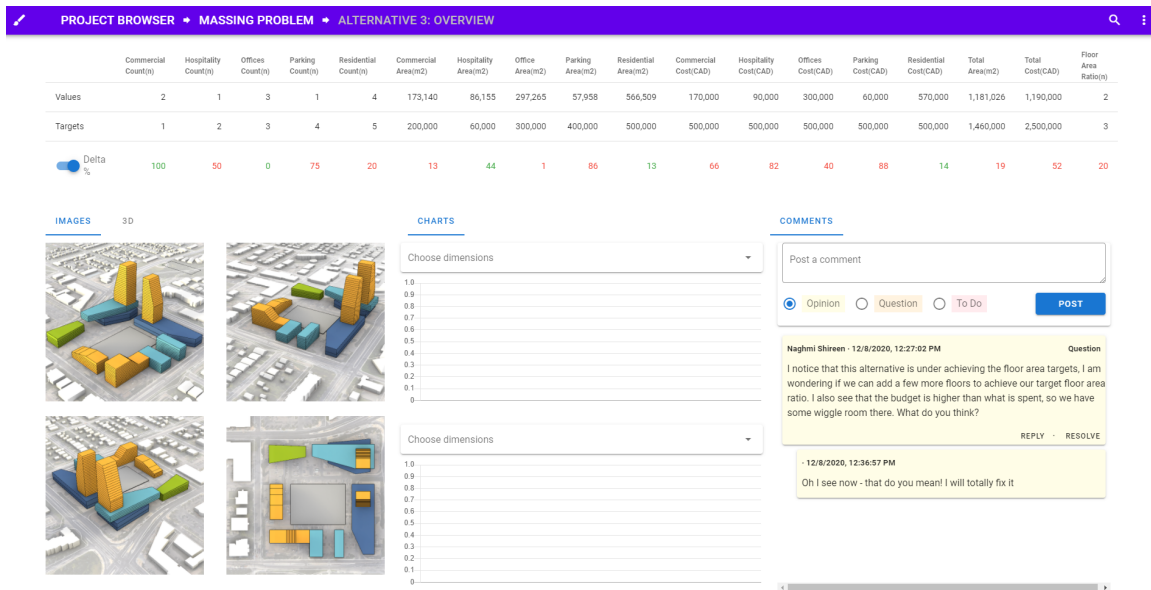 PROJECT BROWSER ➡ MASSING PROBLEM ➡ ALTERNATIVE 3: OVERVIEW
Commercial Count(n) Hospitality Count(n) Offices Count(n) Parking Count(n) Residential Count(n) Commercial Area(m2) Hospitality Area(m2) Office Area(m2) Parking Area(m2) Residential Area(m2) Commercial Cost(CAD) Hospitality Cost(CAD) Offices Cost(CAD) Parking Cost(CAD) Residential Cost(CAD) Total Area(m2) Total Cost(CAD) Floor Area Ratio(n)
Values 2 1 3 1 4 173,140 86,155 297,265 57,958 566,509 170,000 90,000 300,000 60,000 570,000 1,181,026 1,190,000 2
Targets 1 2 3 4 5 200,000 60,000 300,000 400,000 500,000 500,000 500,000 500,000 500,000 500,000 1,460,000 2,500,000 3
Delta % 100 50 0 75 20 13 44 1 86 13 66 82 40 88 14 19 52 20
IMAGES 3D
CHARTS
Choose dimensions
1.0
0.9
0.8
0.7
0.6
0.5
0.4
0.3
0.2
0.1
0
Choose dimensions
1.0
0.9
0.8
0.7
0.6
0.5
0.4
0.3
0.2
0.1
0
COMMENTS
Post a comment
Opinion Question To Do POST
Naghmi Shireen · 12/8/2020, 12:27:02 PM Question
I notice that this alternative is under achieving the floor area targets, I am
wondering if we can add a few more floors to achieve our target floor area
ratio. I also see that the budget is higher than what is spent, so we have
some wiggle room there. What do you think?
REPLY · RESOLVE
· 12/8/2020, 12:36:57 PM
Oh I see now - that do you mean! I will totally fix it